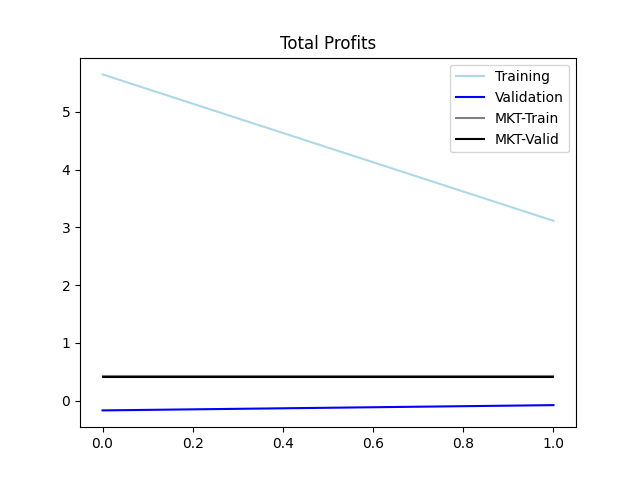 Total Profits
Training
Validation
MKT-Train
MKT-Valid
5
4
3
2
1
0
0.0 0.2 0.4 0.6 0.8 1.0